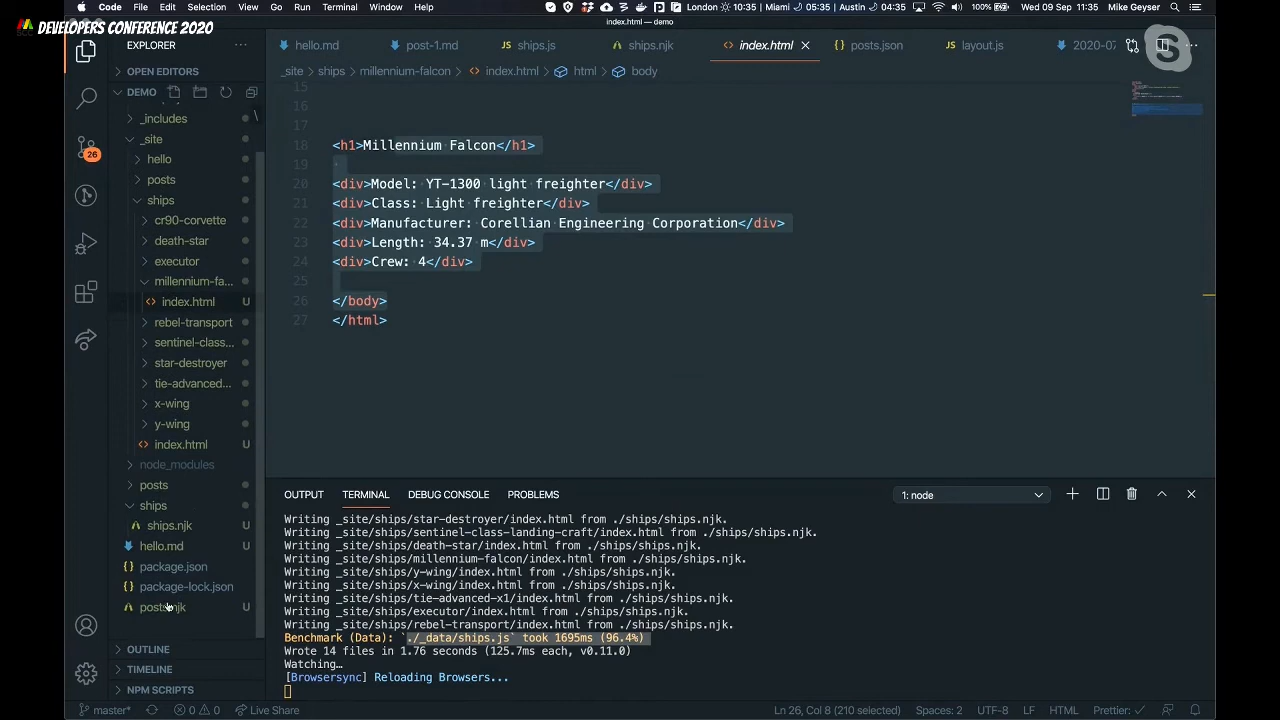 Code File Edit Selection View Go Run Terminal Window Help London 10:35 Miami 05:35 Austin 04:35 100% Wed 09 Sep 11:35 Mike Geyser
DEVELOPERS CONFERENCE 2020
index.html — demo
EXPLORER
hello.md post-1.md JS ships.js ships.njk index.html {} posts.json JS layout.js 2020-07
OPEN EDITORS
_site > ships > millennium-falcon > index.html > html > body
DEMO
_includes
_site
hello
posts
ships
cr90-corvette
death-star
executor
millennium-fa...
index.html U
rebel-transport
sentinel-class...
star-destroyer
tie-advanced...
x-wing
y-wing
index.html U
node_modules
posts
ships
ships.njk U
hello.md U
{} package.json
{} package-lock.json
U
OUTLINE
TIMELINE
NPM SCRIPTS
26
15
16
17
18 <h1>Millennium Falcon</h1>
19
20 <div>Model: YT-1300 light freighter</div>
21 <div>Class: Light freighter</div>
22 <div>Manufacturer: Corellian Engineering Corporation</div>
23 <div>Length: 34.37 m</div>
24 <div>Crew: 4</div>
25
26 </body>
27 </html>
OUTPUT TERMINAL DEBUG CONSOLE PROBLEMS 1: node
Writing _site/ships/star-destroyer/index.html from ./ships/ships.njk.
Writing _site/ships/sentinel-class-landing-craft/index.html from ./ships/ships.njk.
Writing _site/ships/death-star/index.html from ./ships/ships.njk.
Writing _site/ships/millennium-falcon/index.html from ./ships/ships.njk.
Writing _site/ships/y-wing/index.html from ./ships/ships.njk.
Writing _site/ships/x-wing/index.html from ./ships/ships.njk.
Writing _site/ships/tie-advanced-x1/index.html from ./ships/ships.njk.
Writing _site/ships/executor/index.html from ./ships/ships.njk.
Writing _site/ships/rebel-transport/index.html from ./ships/ships.njk.
Benchmark (Data): `./_data/ships.js` took 1695ms (96.4%)
Wrote 14 files in 1.76 seconds (125.7ms each, v0.11.0)
Watching…
[Browsersync] Reloading Browsers...
master* 0 0 Live Share Ln 26, Col 8 (210 selected) Spaces: 2 UTF-8 LF HTML Prettier: ✓